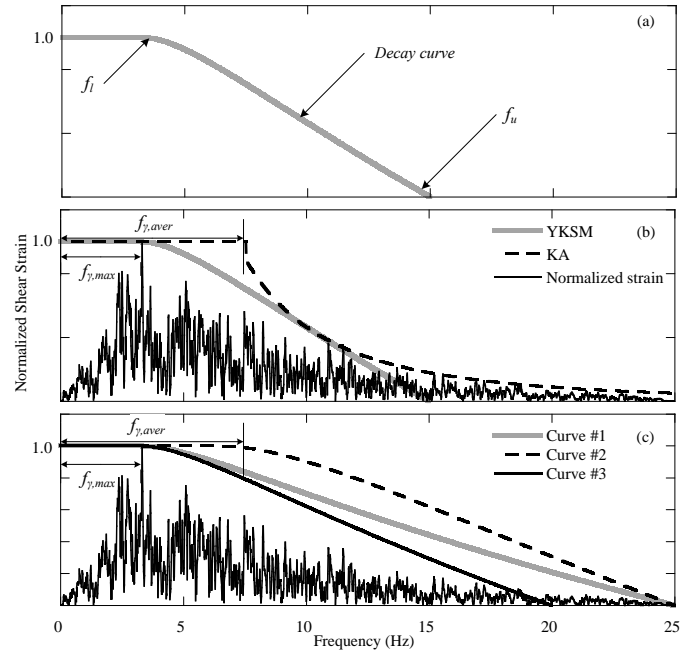 (a)
1.0
f_l
Decay curve
f_u
Normalized Shear Strain
(b)
f_γ,aver
1.0
f_γ,max
YKSM
KA
Normalized strain
(c)
f_γ,aver
1.0
f_γ,max
Curve #1
Curve #2
Curve #3
0 5 10 15 20 25
Frequency (Hz)